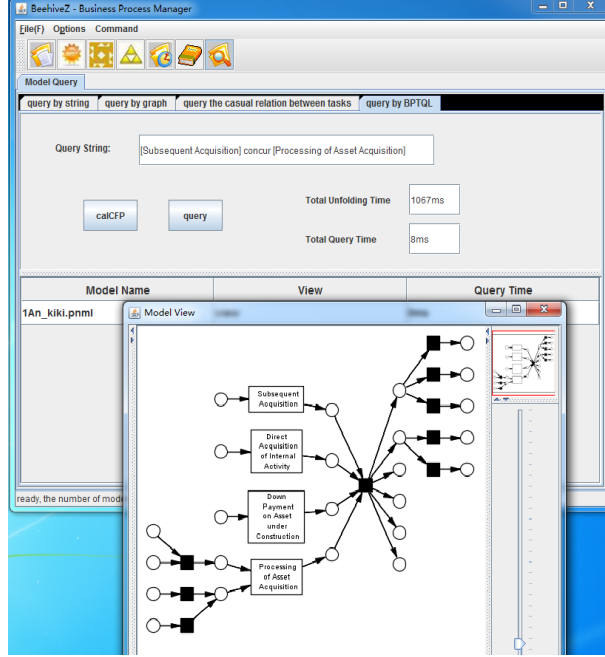 BeehiveZ - Business Process Manager
File(F) Options Command
Model Query
query by string query by graph query the casual relation between tasks query by BPTQL
Query String: [Subsequent Acquisition] concur [Processing of Asset Acquisition]
calCFP query
Total Unfolding Time 1067ms
Total Query Time 8ms
Model Name View Query Time
1An_kiki.pnml
Model View
Subsequent
Acquisition
Direct
Acquisition
of Internal
Activity
Down
Payment
on Asset
under
Construction
Processing
of Asset
Acquisition
ready, the number of mode